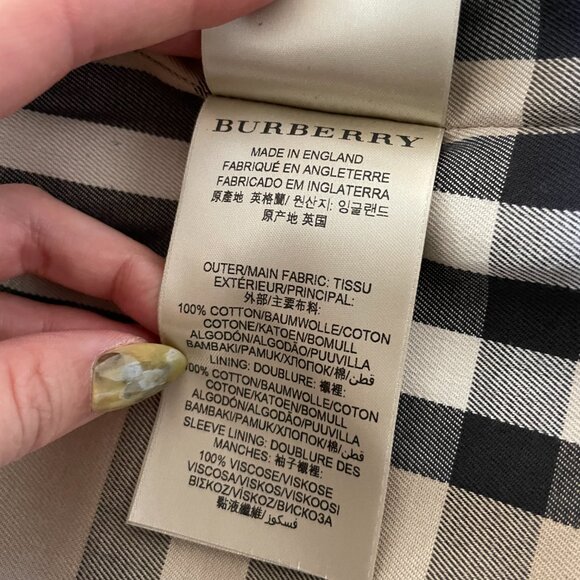 BURBERRY
MADE IN ENGLAND
FABRIQUÉ EN ANGLETERRE
FABRICADO EM INGLATERRA
原產地 英格蘭/ 원산지: 잉글랜드
原产地 英国
OUTER/MAIN FABRIC: TISSU
EXTÉRIEUR/PRINCIPAL:
外部/主要布料:
100% COTTON/BAUMWOLLE/COTON
COTONE/KATOEN/BOMULL
ALGODÓN/ALGODÃO/PUUVILLA
BAMBAKI/PAMUK/ХЛОПОК/棉/قطن
LINING: DOUBLURE: 襯裡:
100% COTTON/BAUMWOLLE/COTON
COTONE/KATOEN/BOMULL
ALGODÓN/ALGODÃO/PUUVILLA
BAMBAKI/PAMUK/ХЛОПОК/棉/قطن
SLEEVE LINING: DOUBLURE DES
MANCHES: 袖子襯裡:
100% VISCOSE/VISKOSE
VISCOSA/VISKOS/VISKOOSI
ΒΙΣΚΟΖ/VİSKOZ/ВИСКОЗА
黏液纖維/فسكوز